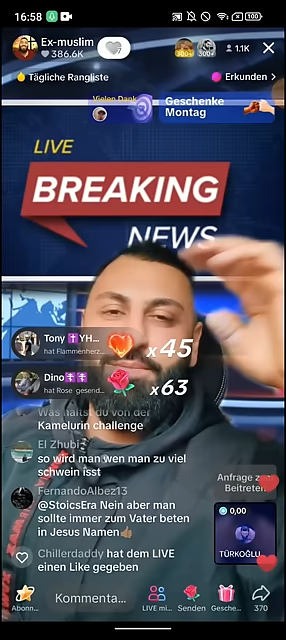 16:58
100
Ex-muslim
386.6K
300+
300+
1.1K
Tägliche Rangliste
Erkunden >
Vielen Dank
Geschenke
Montag
LIVE
BREAKING
NEWS
Tony ✝️YH...
hat Flammenherz...
x45
Dino☦️☦️
hat Rose gesend...
x63
Was hältst du von der
Kamelurin challenge
El Zhubi
so wird man wen man zu viel
schwein isst
FernandoAlbez13
@StoicsEra Nein aber man
sollte immer zum Vater beten
in Jesus Namen👍🏽
Anfrage z
Beitreten
0,00
TÜRKOĞLU...
Chillerdaddy hat dem LIVE
einen Like gegeben
Abonn...
Kommenta...
LIVE mi...
Senden
Gesche...
370